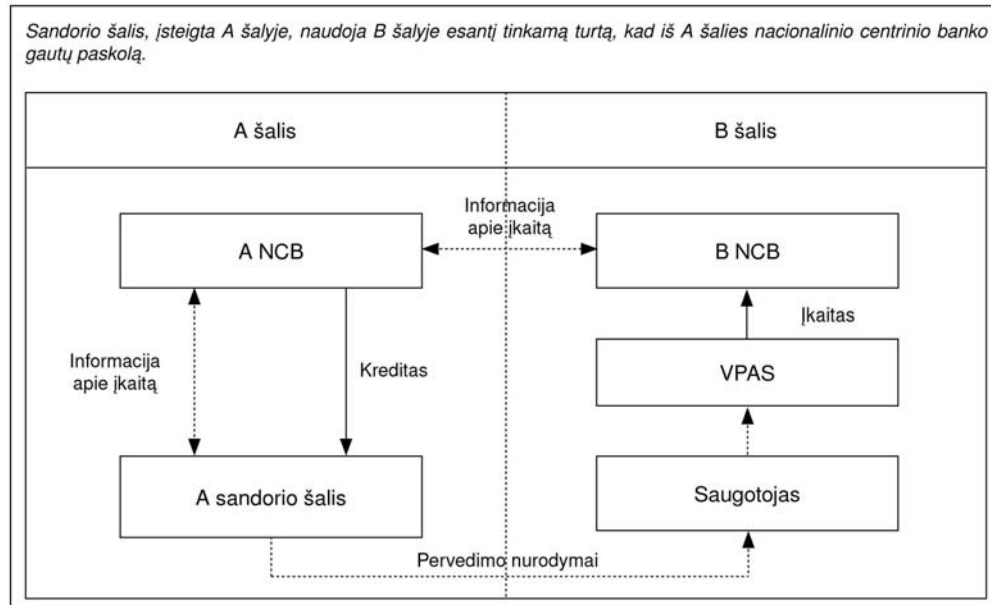 Sandorio šalis, įsteigta A šalyje, naudoja B šalyje esantį tinkamą turtą, kad iš A šalies nacionalinio centrinio banko
gautų paskolą.
A šalis
B šalis
Informacija
apie įkaitą
A NCB
B NCB
Įkaitas
Informacija
apie įkaitą
Kreditas
VPAS
A sandorio šalis
Saugotojas
Pervedimo nurodymai